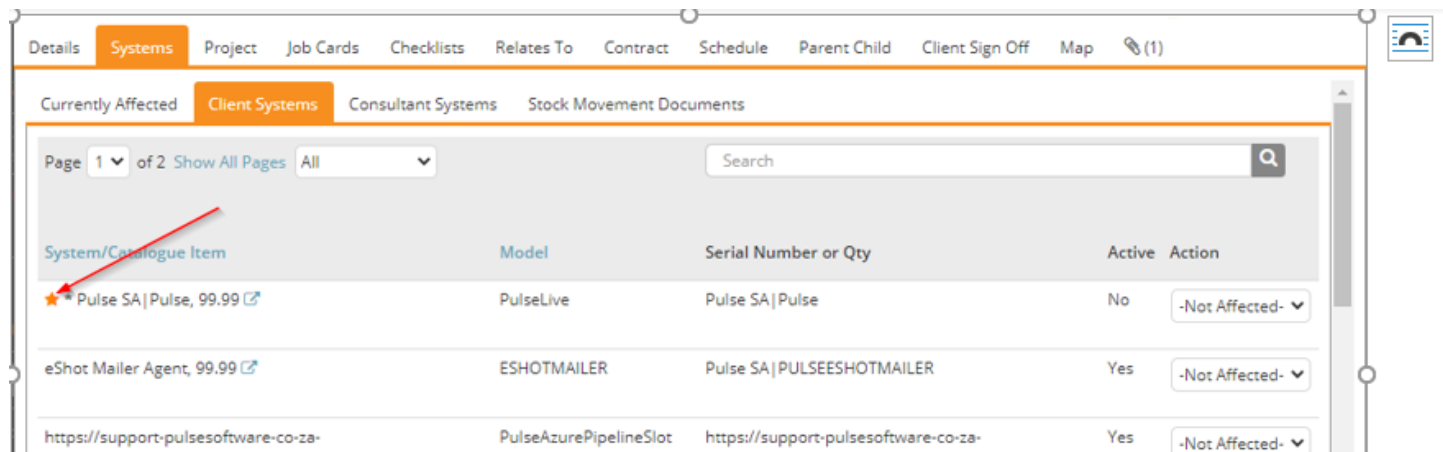 Details Systems Project Job Cards Checklists Relates To Contract Schedule Parent Child Client Sign Off Map (1)
Currently Affected Client Systems Consultant Systems Stock Movement Documents
Page 1 of 2 Show All Pages All Search
System/Catalogue Item Model Serial Number or Qty Active Action
* Pulse SA|Pulse, 99.99 PulseLive Pulse SA|Pulse No -Not Affected-
eShot Mailer Agent, 99.99 ESHOTMAILER Pulse SA|PULSEESHOTMAILER Yes -Not Affected-
https://support-pulsesoftware-co-za- PulseAzurePipelineSlot https://support-pulsesoftware-co-za- Yes -Not Affected-